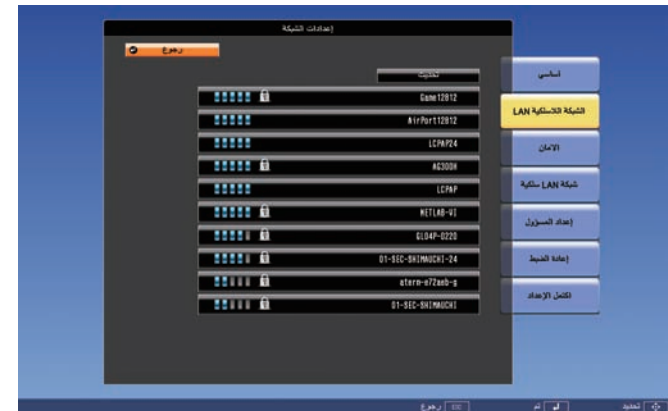 إعدادات الشبكة
رجوع
تحديث
Game12812
AirPort12812
LCPAP24
AG300H
LCPAP
NETLAB-VI
GL04P-0220
01-SEC-SHIMAUCHI-24
aterm-e72aeb-g
01-SEC-SHIMAUCHI
أساسي
الشبكة اللاسلكية LAN
الأمان
شبكة LAN سلكية
إعداد المسؤول
إعادة الضبط
اكتمل الإعداد
تحديد
تم
ESC رجوع